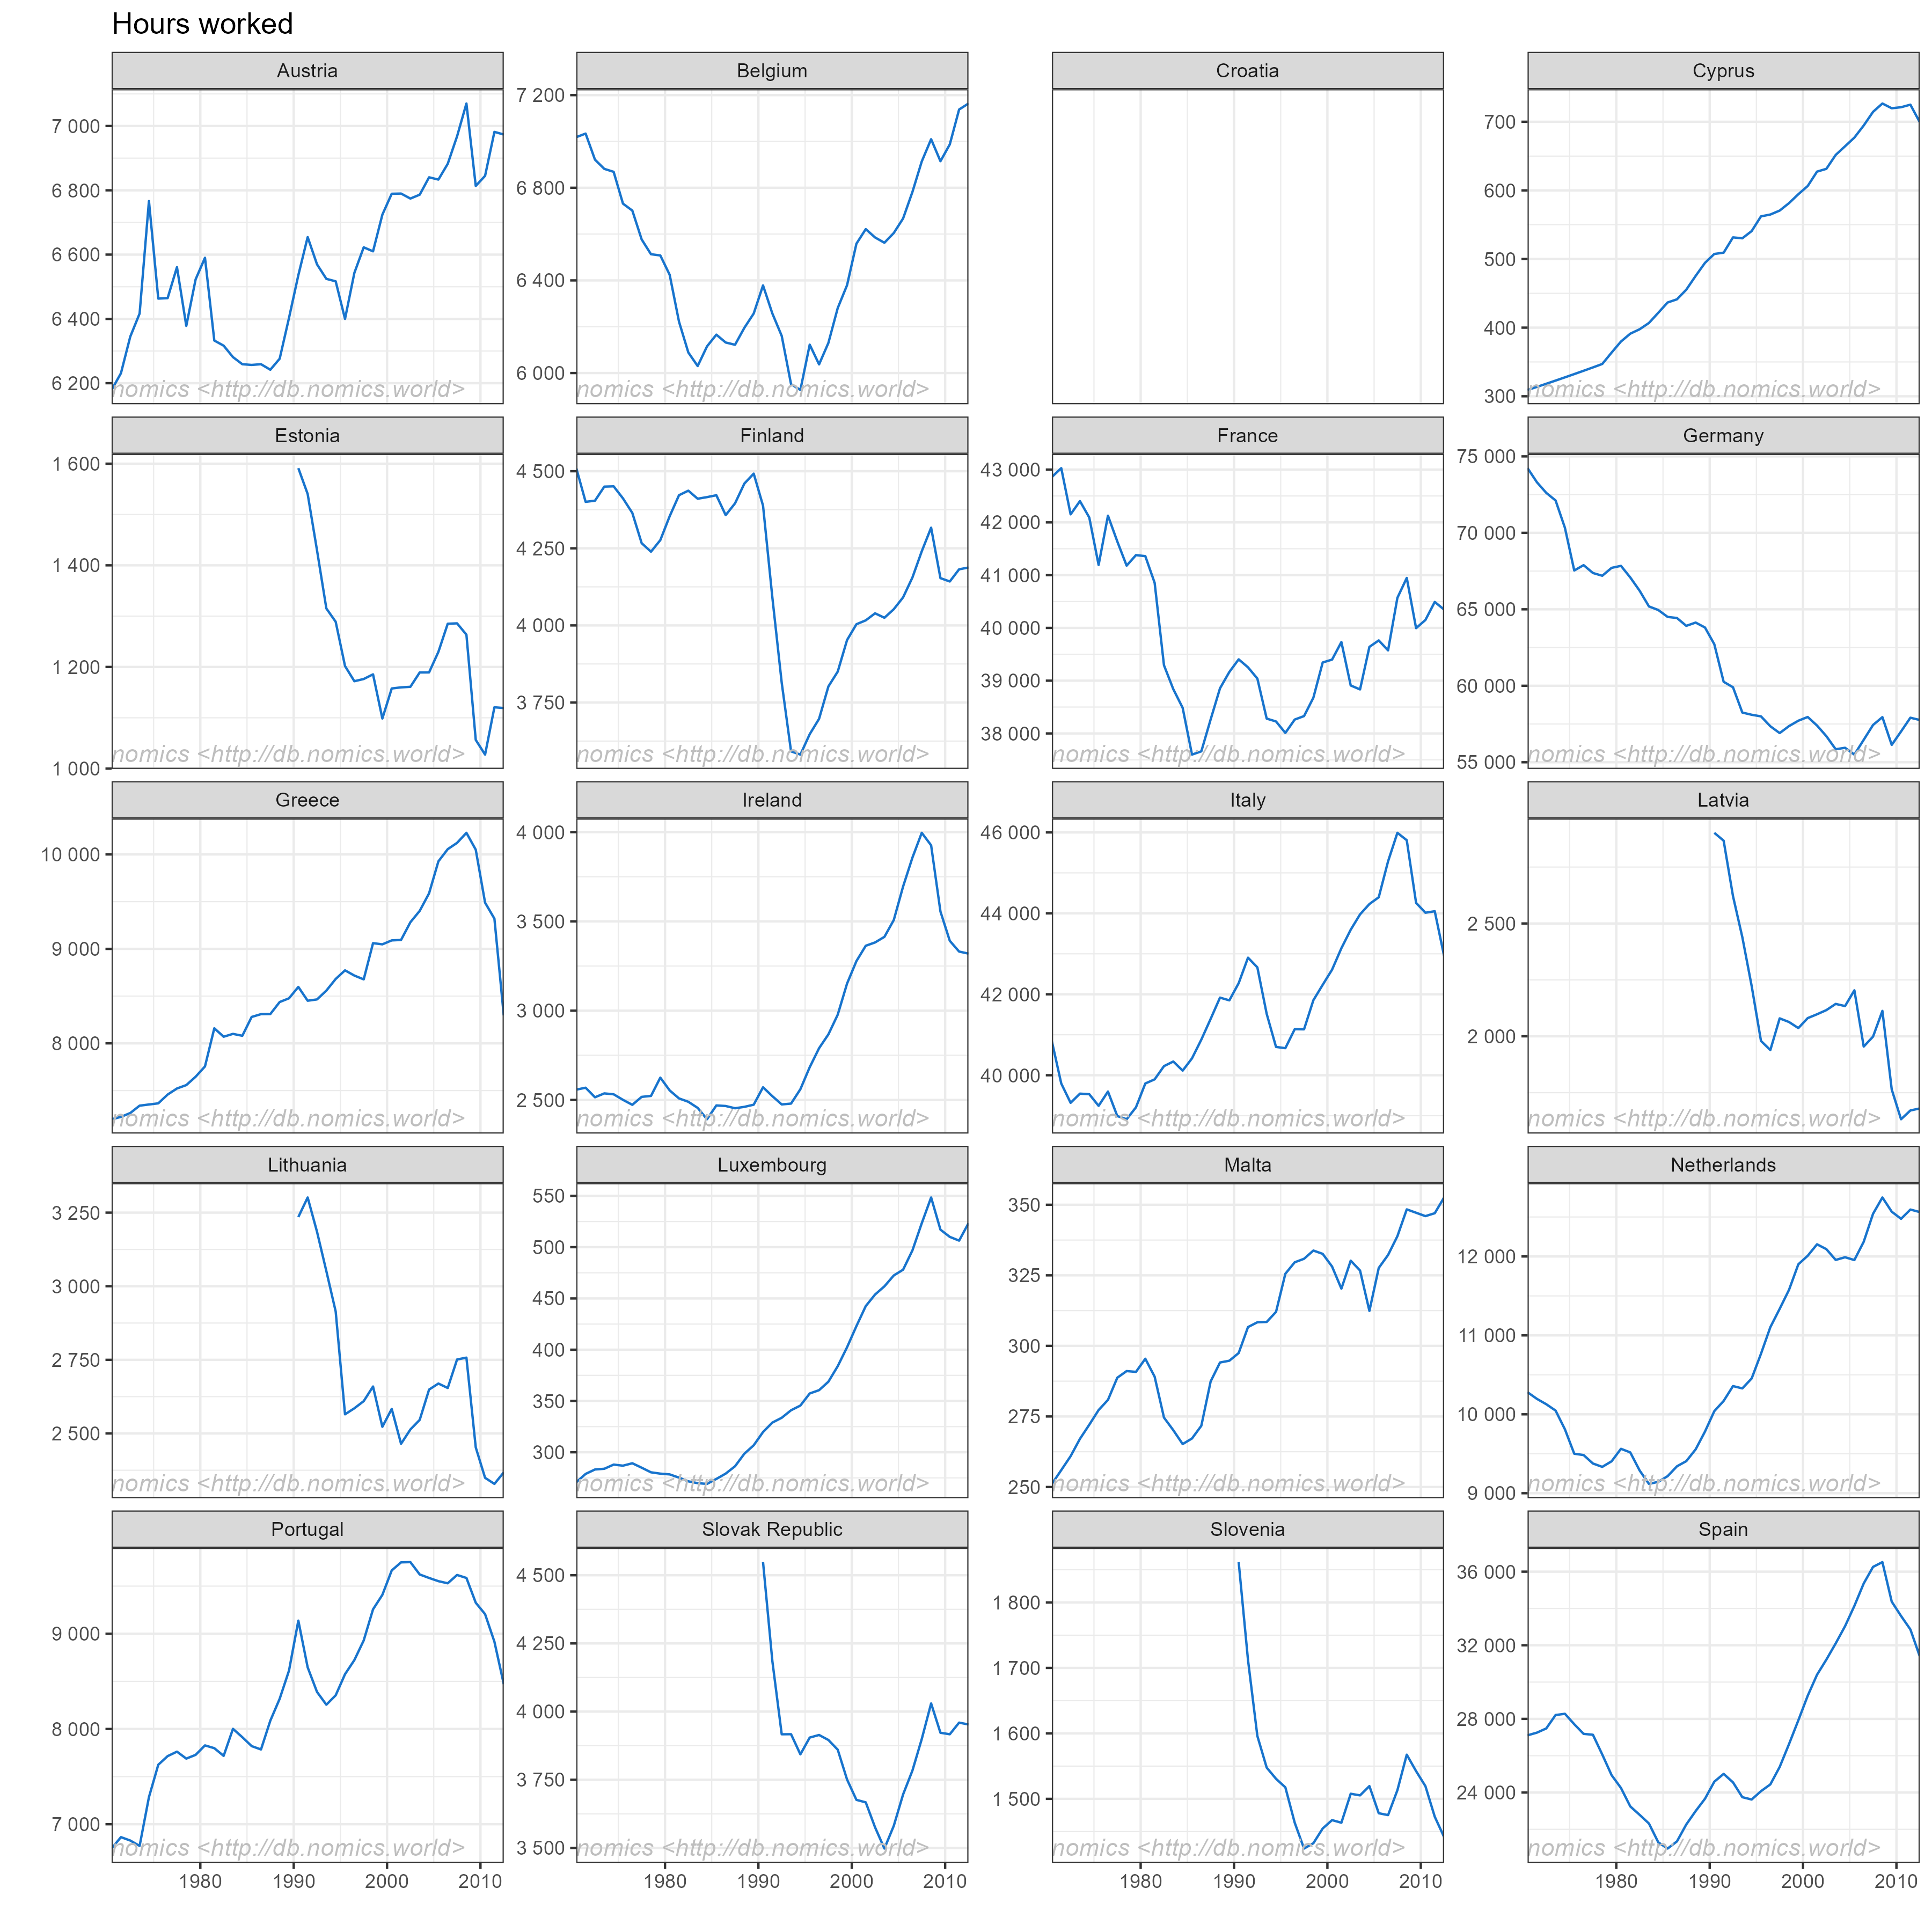 Hours worked
Austria
Belgium
Croatia
Cyprus
7 000
6 800
6 600
6 400
6 200
7 200
6 800
6 400
6 000
700
600
500
400
300
nomics <http://db.nomics.world>
nomics <http://db.nomics.world>
nomics <http://db.nomics.world>
Estonia
Finland
France
Germany
1 600
1 400
1 200
1 000
4 500
4 250
4 000
3 750
43 000
42 000
41 000
40 000
39 000
38 000
75 000
70 000
65 000
60 000
55 000
nomics <http://db.nomics.world>
nomics <http://db.nomics.world>
nomics <http://db.nomics.world>
nomics <http://db.nomics.world>
Greece
Ireland
Italy
Latvia
10 000
9 000
8 000
4 000
3 500
3 000
2 500
46 000
44 000
42 000
40 000
2 500
2 000
nomics <http://db.nomics.world>
nomics <http://db.nomics.world>
nomics <http://db.nomics.world>
nomics <http://db.nomics.world>
Lithuania
Luxembourg
Malta
Netherlands
3 250
3 000
2 750
2 500
550
500
450
400
350
300
350
325
300
275
250
12 000
11 000
10 000
9 000
nomics <http://db.nomics.world>
nomics <http://db.nomics.world>
nomics <http://db.nomics.world>
nomics <http://db.nomics.world>
Portugal
Slovak Republic
Slovenia
Spain
9 000
8 000
7 000
4 500
4 250
4 000
3 750
3 500
1 800
1 700
1 600
1 500
36 000
32 000
28 000
24 000
nomics <http://db.nomics.world>
nomics <http://db.nomics.world>
nomics <http://db.nomics.world>
nomics <http://db.nomics.world>
1980 1990 2000 2010
1980 1990 2000 2010
1980 1990 2000 2010
1980 1990 2000 2010